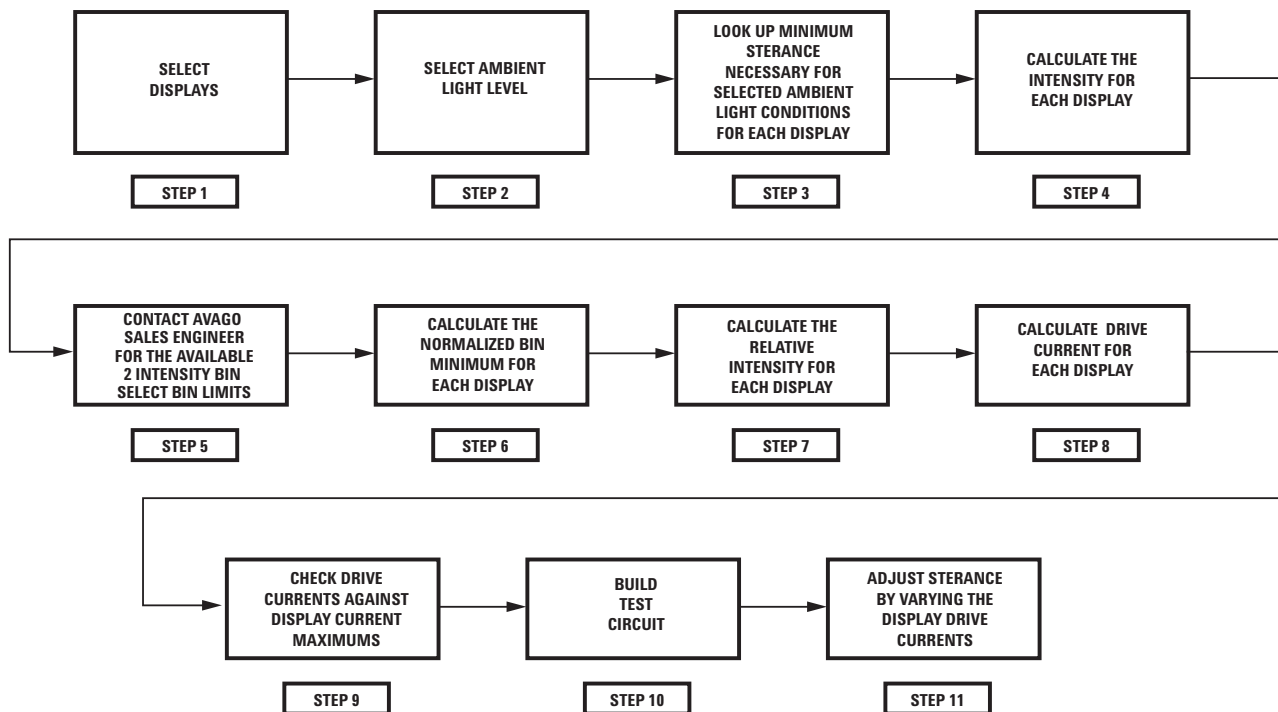 SELECT
DISPLAYS
STEP 1
SELECT AMBIENT
LIGHT LEVEL
STEP 2
LOOK UP MINIMUM
STERANCE
NECESSARY FOR
SELECTED AMBIENT
LIGHT CONDITIONS
FOR EACH DISPLAY
STEP 3
CALCULATE THE
INTENSITY FOR
EACH DISPLAY
STEP 4
CONTACT AVAGO
SALES ENGINEER
FOR THE AVAILABLE
2 INTENSITY BIN
SELECT BIN LIMITS
STEP 5
CALCULATE THE
NORMALIZED BIN
MINIMUM FOR
EACH DISPLAY
STEP 6
CALCULATE THE
RELATIVE
INTENSITY FOR
EACH DISPLAY
STEP 7
CALCULATE DRIVE
CURRENT FOR
EACH DISPLAY
STEP 8
CHECK DRIVE
CURRENTS AGAINST
DISPLAY CURRENT
MAXIMUMS
STEP 9
BUILD
TEST
CIRCUIT
STEP 10
ADJUST STERANCE
BY VARYING THE
DISPLAY DRIVE
CURRENTS
STEP 11